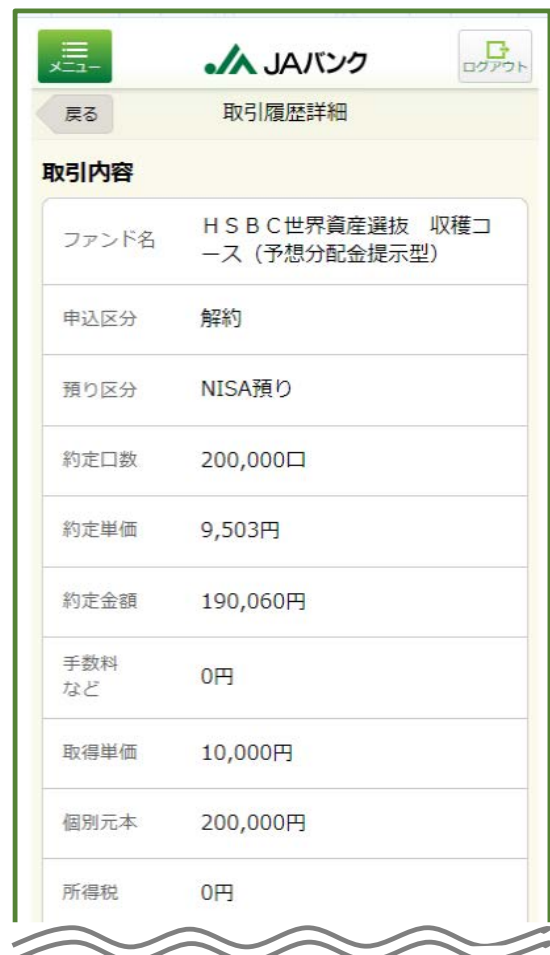 メニュー
JAバンク
ログアウト
戻る
取引履歴詳細
取引内容
ファンド名
ＨＳＢＣ世界資産選抜　収穫コ
ース（予想分配金提示型）
申込区分
解約
預り区分
NISA預り
約定口数
200,000口
約定単価
9,503円
約定金額
190,060円
手数料
など
0円
取得単価
10,000円
個別元本
200,000円
所得税
0円